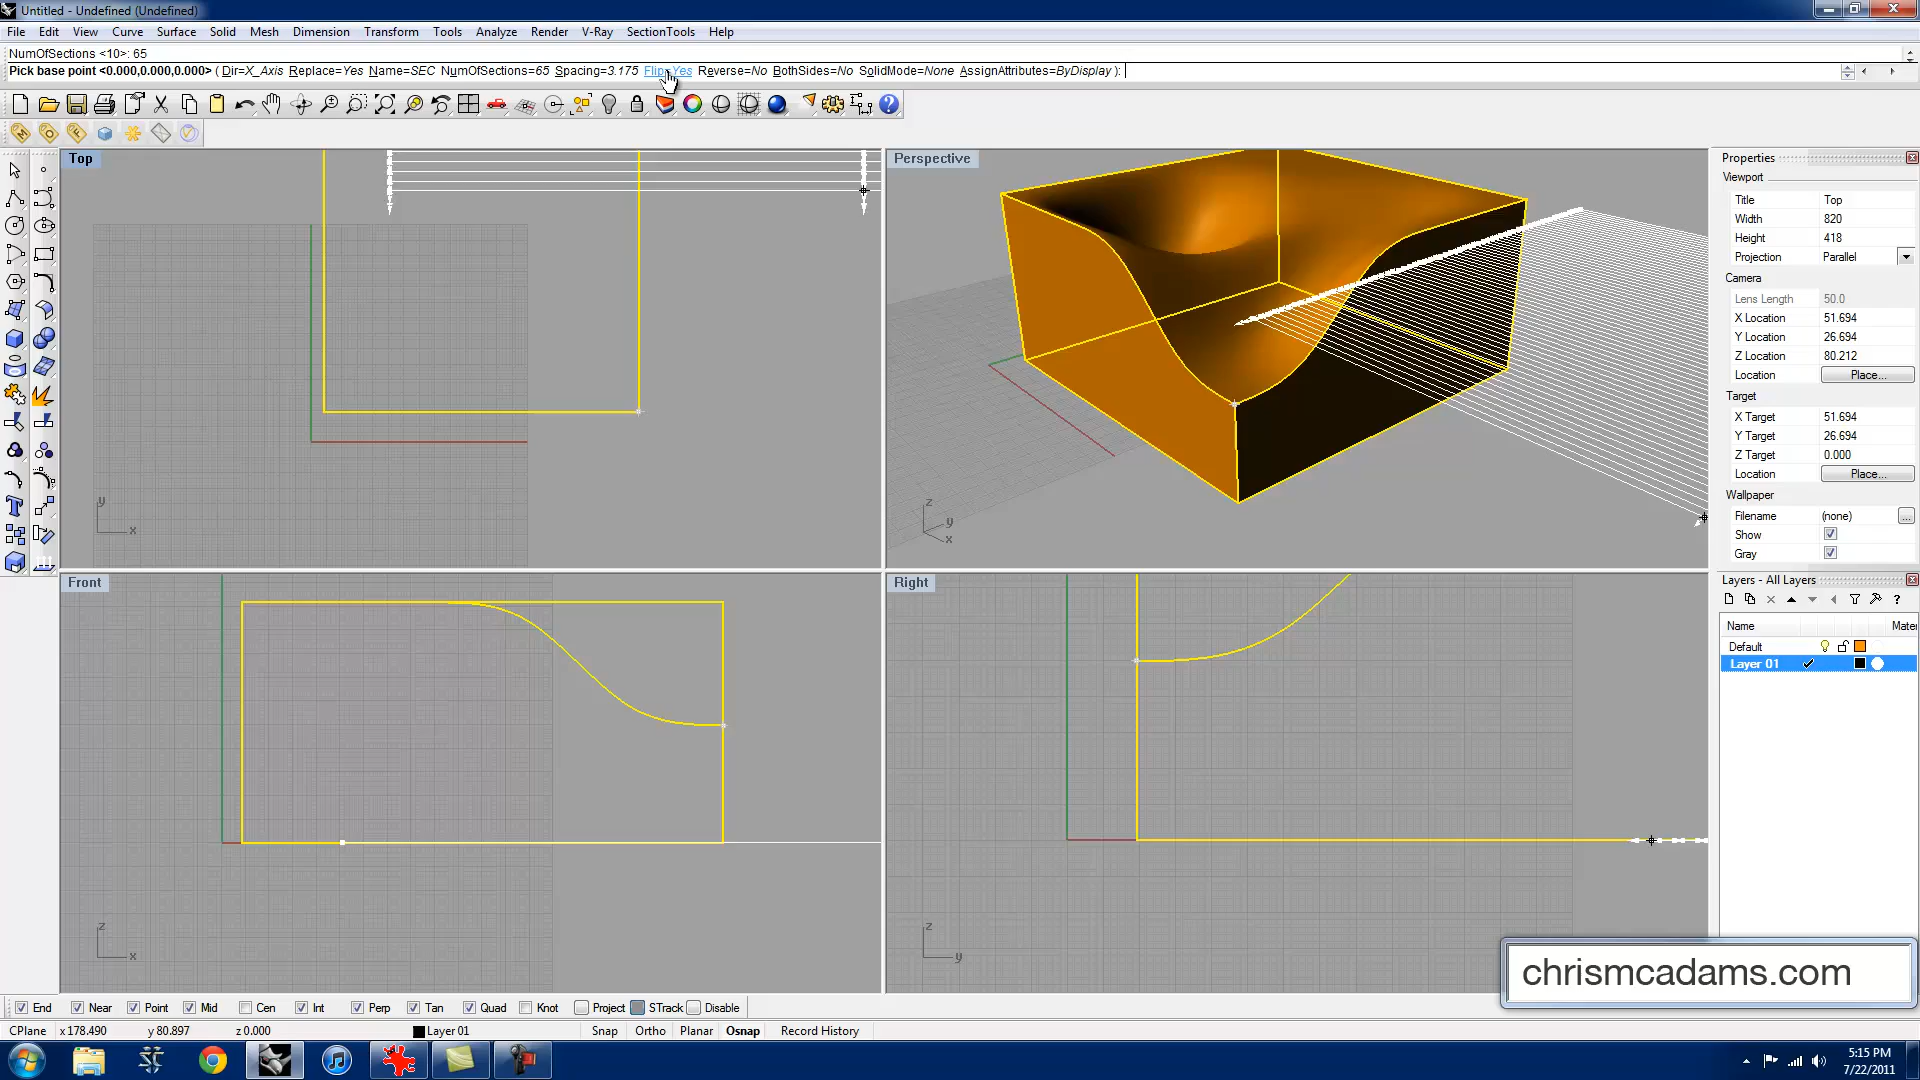 Untitled - Undefined (Undefined)
File Edit View Curve Surface Solid Mesh Dimension Transform Tools Analyze Render V-Ray SectionTools Help
NumOfSections <10>: 65
Pick base point <0.000,0.000,0.000> ( Dir=X_Axis Replace=Yes Name=SEC NumOfSections=65 Spacing=3.175 Flip=Yes Reverse=No BothSides=No SolidMode=None AssignAttributes=ByDisplay ):
Top
Perspective
Properties
Viewport
Title Top
Width 820
Height 418
Projection Parallel
Camera
Lens Length 50.0
X Location 51.694
Y Location 26.694
Z Location 80.212
Location Place...
Target
X Target 51.694
Y Target 26.694
Z Target 0.000
Location Place...
Wallpaper
Filename (none) ...
Show
Gray
y
x
z
y
x
Front
Right
Layers - All Layers
Name Mater
Default
Layer 01
z
x
z
y
chrismcadams.com
End Near Point Mid Cen Int Perp Tan Quad Knot Project STrack Disable
CPlane x 178.490 y 80.897 z 0.000 Layer 01 Snap Ortho Planar Osnap Record History
5:15 PM
7/22/2011